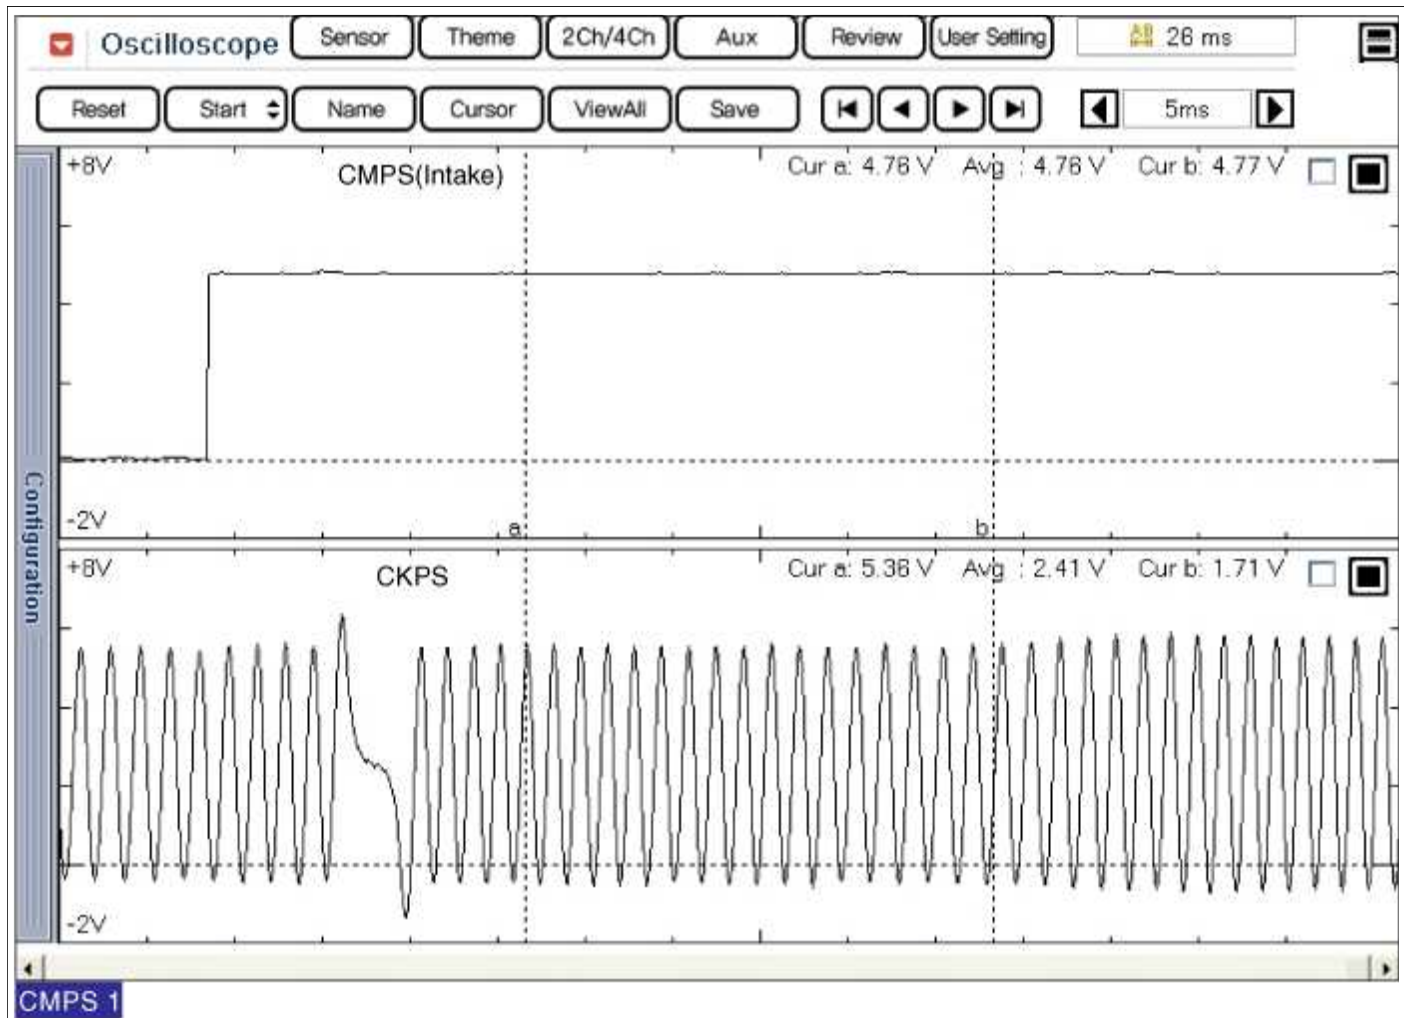 Oscilloscope Sensor Theme 2Ch/4Ch Aux Review User Setting AB 26 ms
Reset Start Name Cursor ViewAll Save 5ms
+8V CMPS(Intake) Cur a: 4.76 V Avg : 4.76 V Cur b: 4.77 V
Configuration
-2V a b
+8V CKPS Cur a: 5.36 V Avg : 2.41 V Cur b: 1.71 V
-2V
CMPS 1